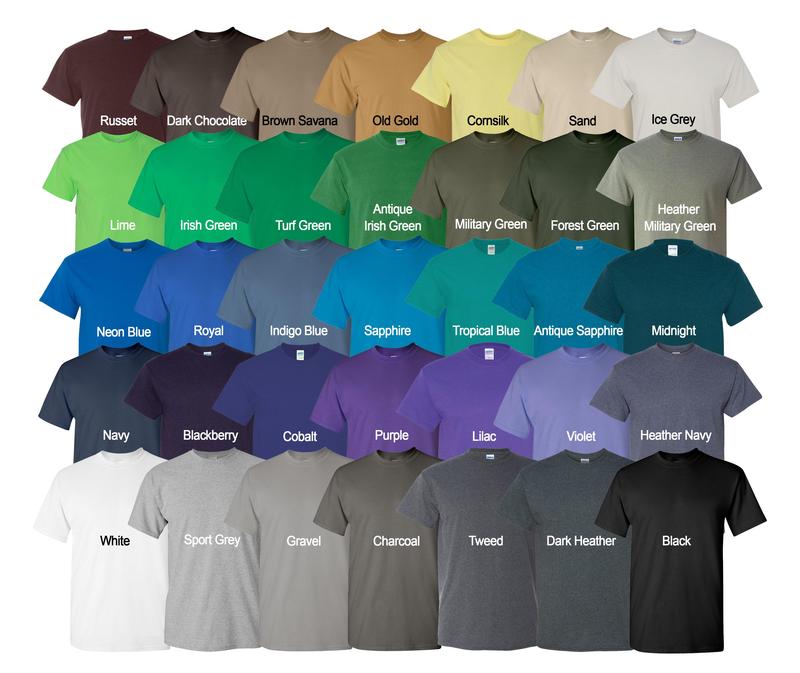 Russet
Dark Chocolate
Brown Savana
Old Gold
Cornsilk
Sand
Ice Grey
Lime
Irish Green
Turf Green
Antique
Irish Green
Military Green
Forest Green
Heather
Military Green
Neon Blue
Royal
Indigo Blue
Sapphire
Tropical Blue
Antique Sapphire
Midnight
Navy
Blackberry
Cobalt
Purple
Lilac
Violet
Heather Navy
White
Sport Grey
Gravel
Charcoal
Tweed
Dark Heather
Black